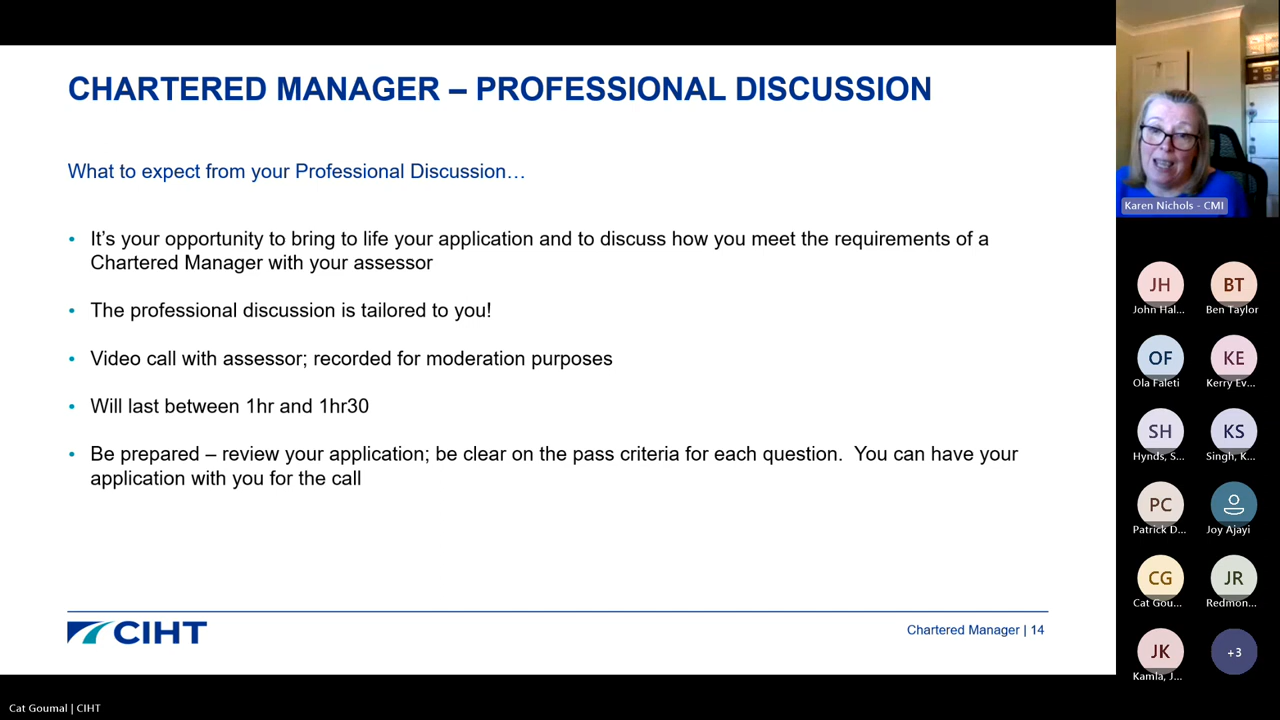 CHARTERED MANAGER – PROFESSIONAL DISCUSSION
What to expect from your Professional Discussion…
• It’s your opportunity to bring to life your application and to discuss how you meet the requirements of a
Chartered Manager with your assessor
• The professional discussion is tailored to you!
• Video call with assessor; recorded for moderation purposes
• Will last between 1hr and 1hr30
• Be prepared – review your application; be clear on the pass criteria for each question.  You can have your
application with you for the call
CIHT
Chartered Manager | 14
Karen Nichols - CMI
JH
BT
John Hal...
Ben Taylor
OF
KE
Ola Faleti
Kerry Ev...
SH
KS
Hynds, S...
Singh, K...
PC
Patrick D...
Joy Ajayi
CG
JR
Cat Gou...
Redmon...
JK
+3
Kamla, J...
Cat Goumal | CIHT